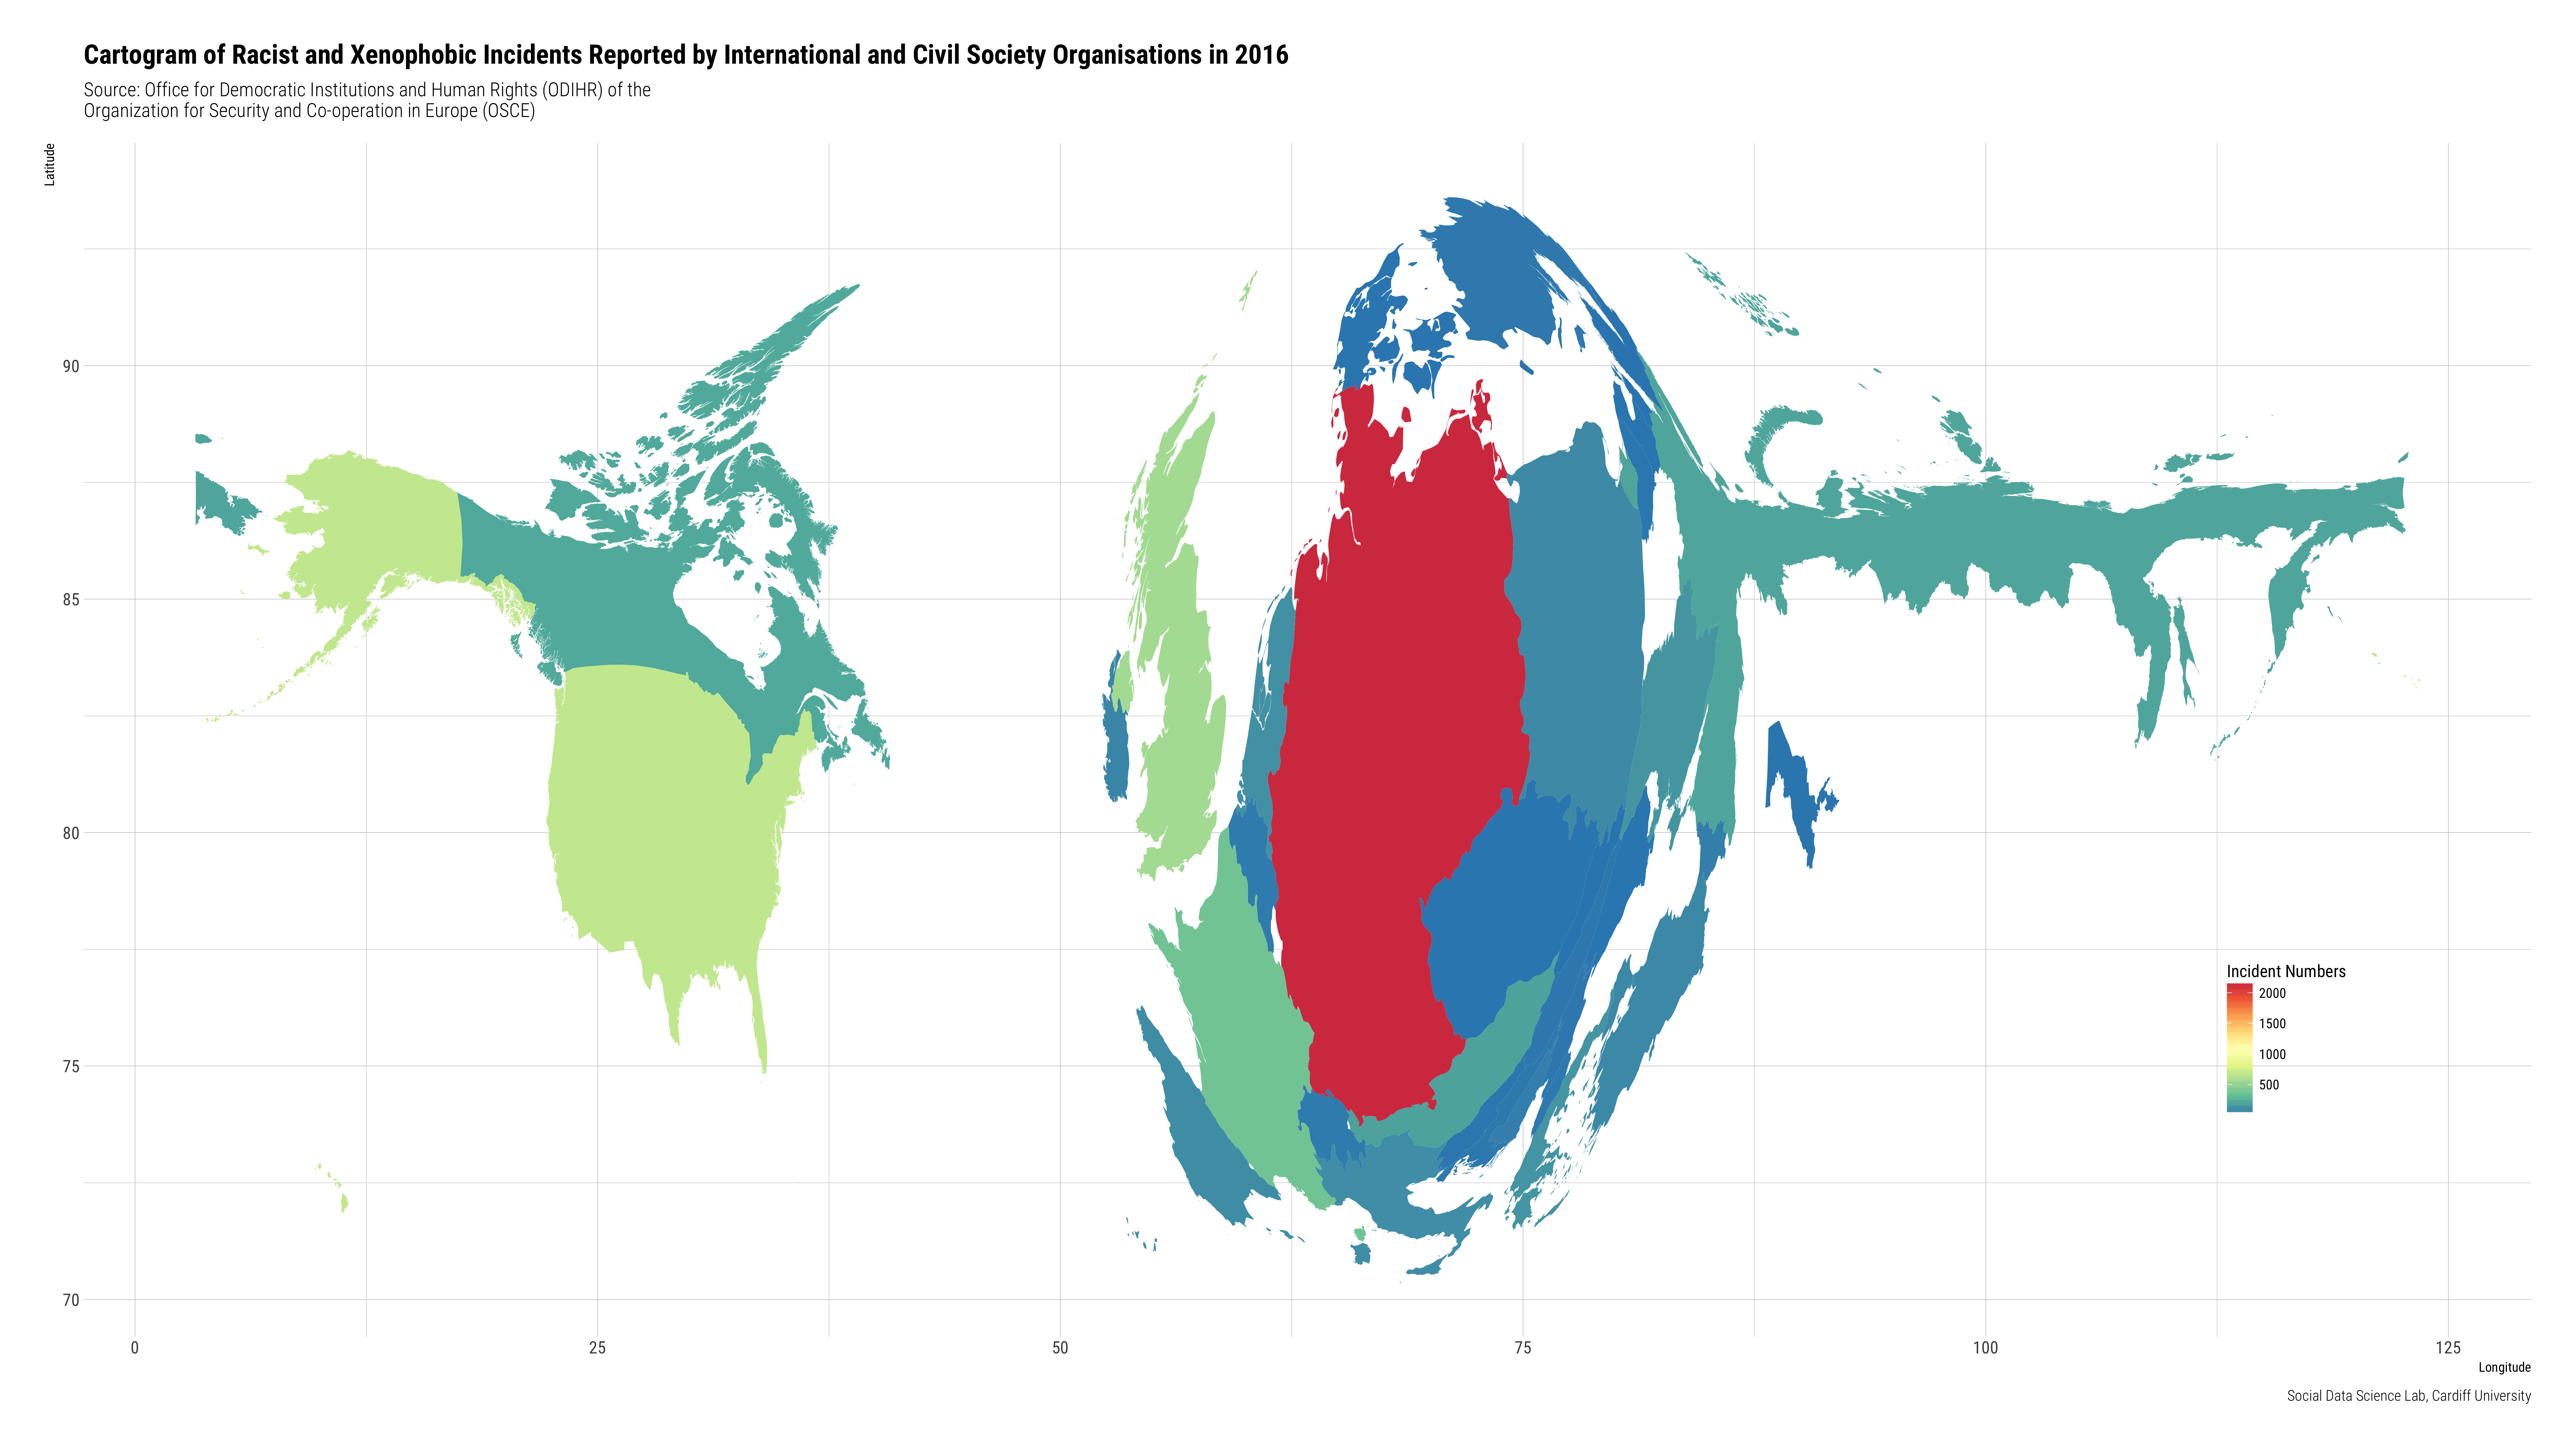 Cartogram of Racist and Xenophobic Incidents Reported by International and Civil Society Organisations in 2016
Source: Office for Democratic Institutions and Human Rights (ODIHR) of the
Organization for Security and Co-operation in Europe (OSCE)
Latitude
90
85
80
75
70
Incident Numbers
2000
1500
1000
500
0
25
50
75
100
125
Longitude
Social Data Science Lab, Cardiff University